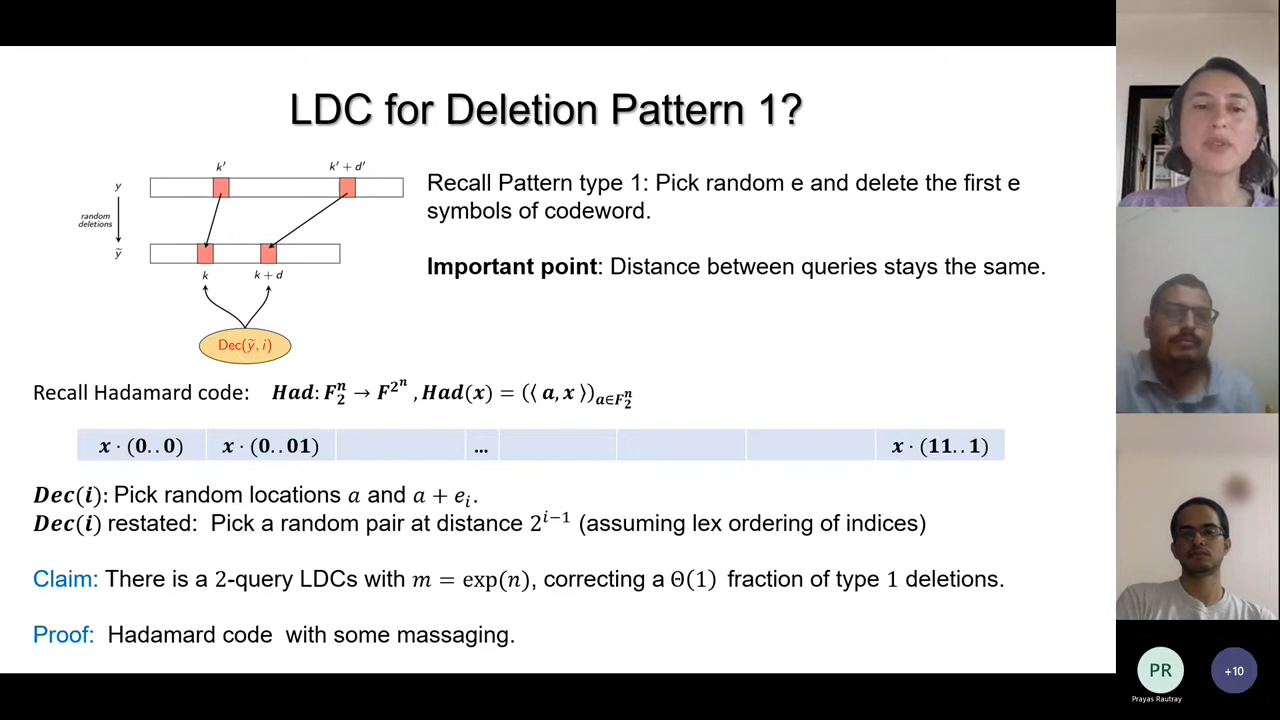 LDC for Deletion Pattern 1?
k′
k′ + d′
y
random
deletions
ỹ
k
k + d
Dec(ỹ, i)
Recall Pattern type 1: Pick random e and delete the first e
symbols of codeword.
Important point: Distance between queries stays the same.
Recall Hadamard code: Had: F₂ⁿ → F^{2ⁿ} , Had(x) = (⟨ a, x ⟩)_{a∈F₂ⁿ}
x · (0..0) x · (0..01) ... x · (11..1)
Dec(i): Pick random locations a and a + eᵢ.
Dec(i) restated: Pick a random pair at distance 2^{i−1} (assuming lex ordering of indices)
Claim: There is a 2-query LDCs with m = exp(n), correcting a Θ(1) fraction of type 1 deletions.
Proof: Hadamard code with some massaging.
PR
Prayas Rautray
+10